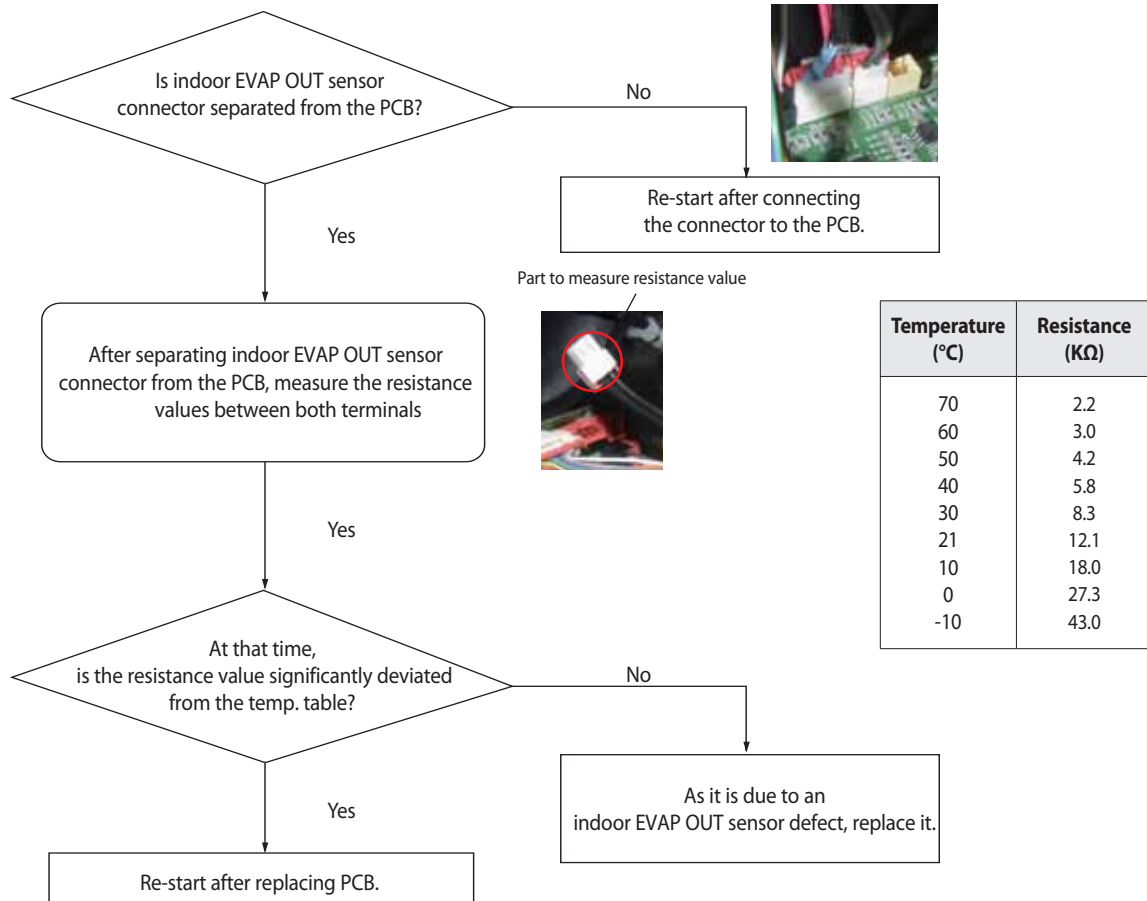 Is indoor EVAP OUT sensor
connector separated from the PCB?
No
Re-start after connecting
the connector to the PCB.
Yes
Part to measure resistance value
After separating indoor EVAP OUT sensor
connector from the PCB, measure the resistance
values between both terminals
Temperature Resistance
(°C) (KΩ)
70 2.2
60 3.0
50 4.2
40 5.8
30 8.3
21 12.1
10 18.0
0 27.3
-10 43.0
Yes
At that time,
is the resistance value significantly deviated
from the temp. table?
No
As it is due to an
indoor EVAP OUT sensor defect, replace it.
Yes
Re-start after replacing PCB.